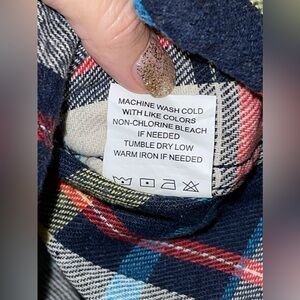 MACHINE WASH COLD
WITH LIKE COLORS
NON-CHLORINE BLEACH
IF NEEDED
TUMBLE DRY LOW
WARM IRON IF NEEDED